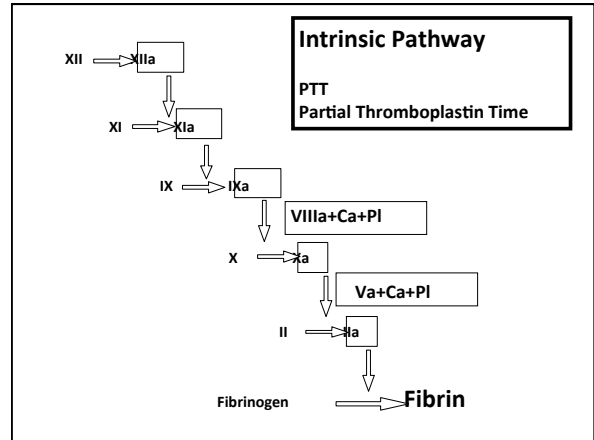 Intrinsic Pathway
PTT
Partial Thromboplastin Time
XII XIIa
XI XIa
IX IXa
VIIIa+Ca+Pl
X Xa
Va+Ca+Pl
II IIa
Fibrinogen Fibrin